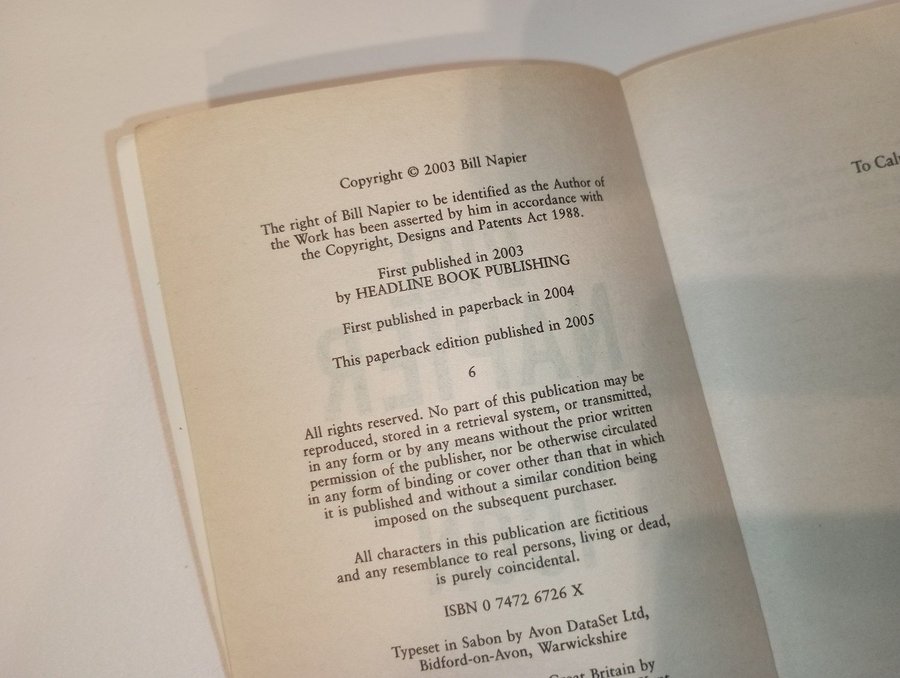 Copyright © 2003 Bill Napier
The right of Bill Napier to be identified as the Author of
the Work has been asserted by him in accordance with
the Copyright, Designs and Patents Act 1988.
First published in 2003
by HEADLINE BOOK PUBLISHING
First published in paperback in 2004
This paperback edition published in 2005
6
All rights reserved. No part of this publication may be
reproduced, stored in a retrieval system, or transmitted,
in any form or by any means without the prior written
permission of the publisher, nor be otherwise circulated
in any form of binding or cover other than that in which
it is published and without a similar condition being
imposed on the subsequent purchaser.
All characters in this publication are fictitious
and any resemblance to real persons, living or dead,
is purely coincidental.
ISBN 0 7472 6726 X
Typeset in Sabon by Avon DataSet Ltd,
Bidford-on-Avon, Warwickshire
Great Britain by
To